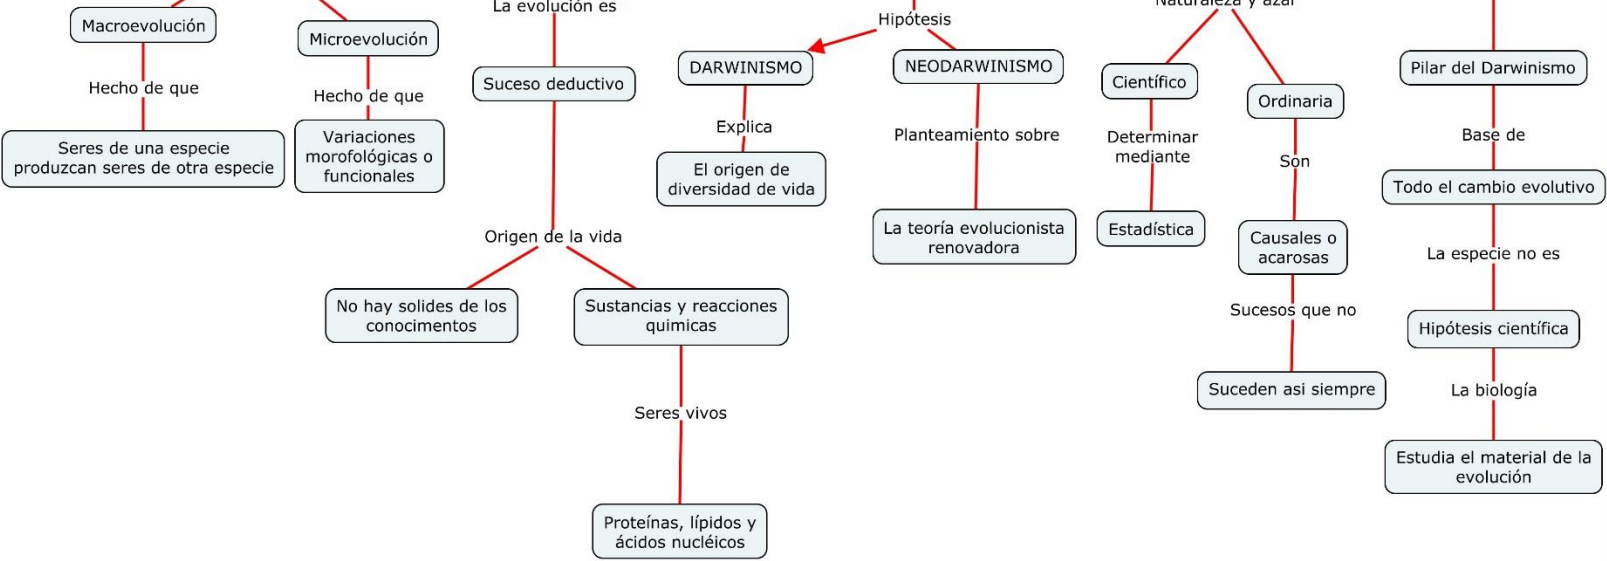 Macroevolución
Hecho de que
Seres de una especie
produzcan seres de otra especie
Microevolución
Hecho de que
Variaciones
morofológicas o
funcionales
La evolución es
Suceso deductivo
Origen de la vida
No hay solides de los
conocimentos
Sustancias y reacciones
quimicas
Seres vivos
Proteínas, lípidos y
ácidos nucléicos
Hipótesis
DARWINISMO
Explica
El origen de
diversidad de vida
NEODARWINISMO
Planteamiento sobre
La teoría evolucionista
renovadora
Naturaleza y azar
Científico
Determinar
mediante
Estadística
Ordinaria
Son
Causales o
acarosas
Sucesos que no
Suceden asi siempre
Pilar del Darwinismo
Base de
Todo el cambio evolutivo
La especie no es
Hipótesis científica
La biología
Estudia el material de la
evolución